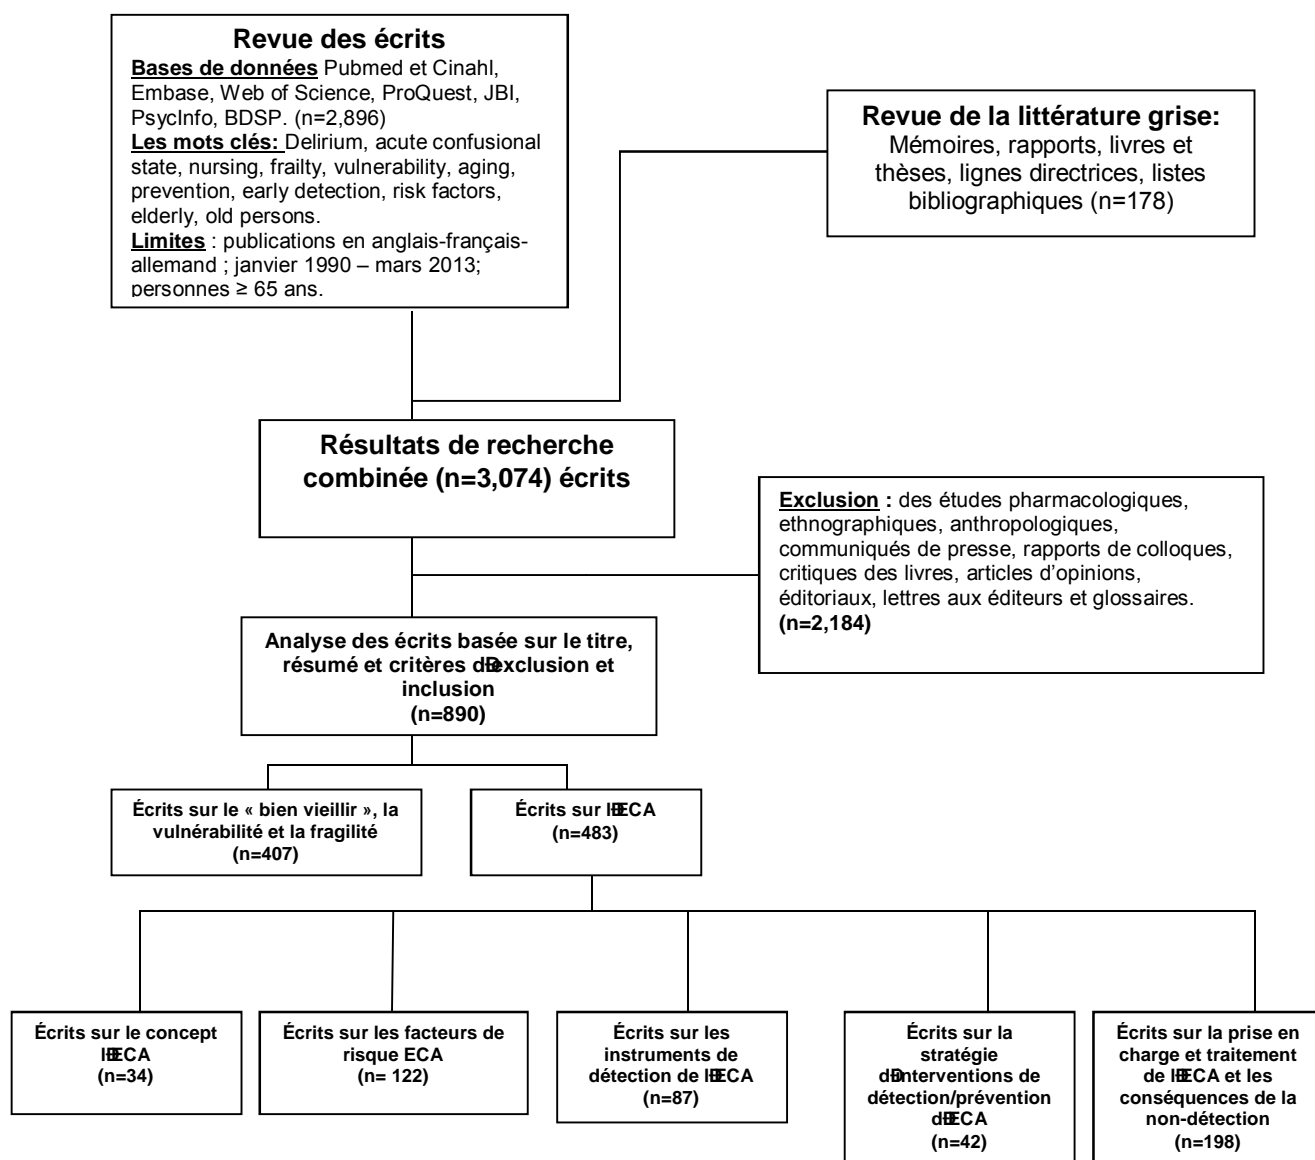 Revue des écrits
Bases de données Pubmed et Cinahl,
Embase, Web of Science, ProQuest, JBI,
PsycInfo, BDSP. (n=2,896)
Les mots clés: Delirium, acute confusional
state, nursing, frailty, vulnerability, aging,
prevention, early detection, risk factors,
elderly, old persons.
Limites : publications en anglais-français-
allemand ; janvier 1990 – mars 2013;
personnes ≥ 65 ans.
Revue de la littérature grise:
Mémoires, rapports, livres et
thèses, lignes directrices, listes
bibliographiques (n=178)
Résultats de recherche
combinée (n=3,074) écrits
Exclusion : des études pharmacologiques,
ethnographiques, anthropologiques,
communiqués de presse, rapports de colloques,
critiques des livres, articles d’opinions,
éditoriaux, lettres aux éditeurs et glossaires.
(n=2,184)
Analyse des écrits basée sur le titre,
résumé et critères d exclusion et
inclusion
(n=890)
Écrits sur le « bien vieillir », la
vulnérabilité et la fragilité
(n=407)
Écrits sur l ECA
(n=483)
Écrits sur le concept
l ECA
(n=34)
Écrits sur les facteurs de
risque ECA
(n= 122)
Écrits sur les
instruments de
détection de l ECA
(n=87)
Écrits sur la
stratégie
d interventions de
détection/prévention
d ECA
(n=42)
Écrits sur la prise en
charge et traitement
de l ECA et les
conséquences de la
non-détection
(n=198)